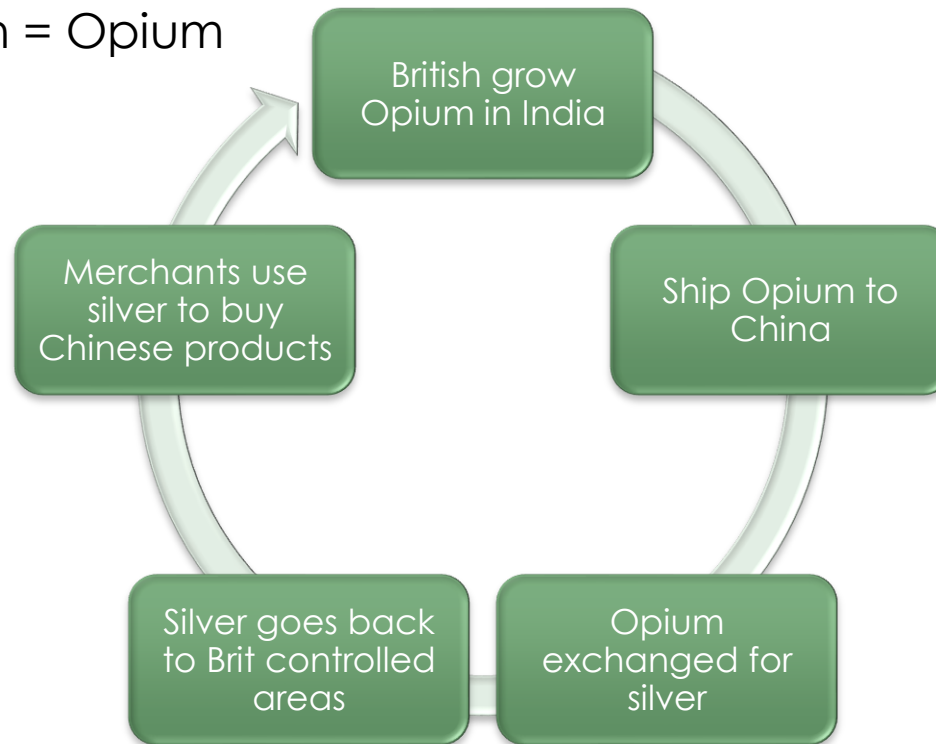 = Opium
British grow
Opium in India
Ship Opium to
China
Opium
exchanged for
silver
Silver goes back
to Brit controlled
areas
Merchants use
silver to buy
Chinese products